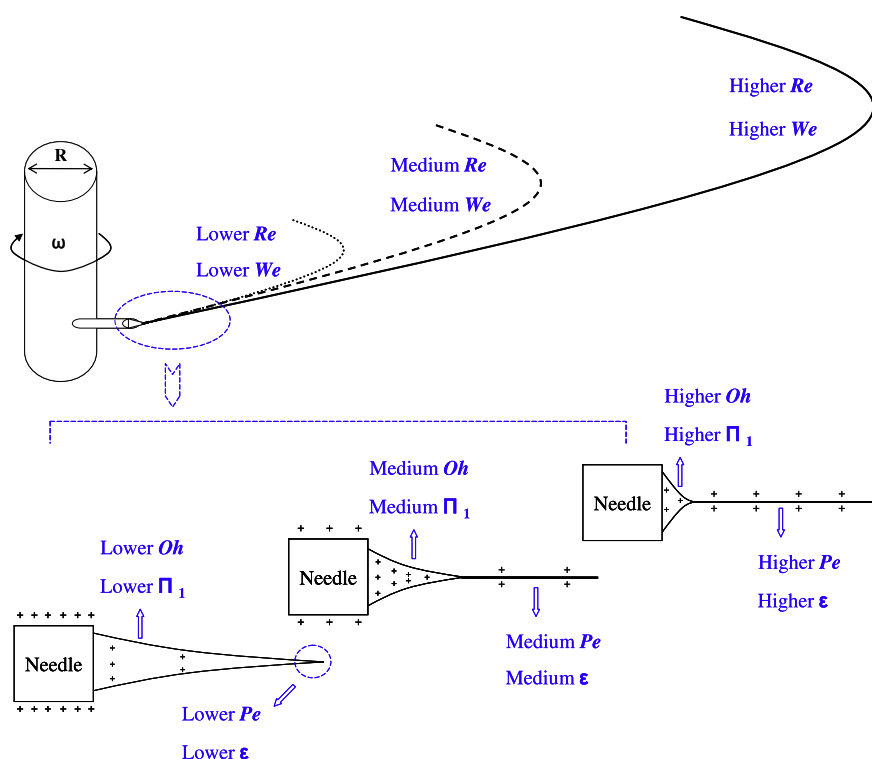 Higher Re
Higher We
R
Medium Re
Medium We
Lower Re
ω
Lower We
Higher Oh
Higher Π 1
Medium Oh
Medium Π 1
Needle
Lower Oh
Lower Π 1
Needle
Higher Pe
Higher ε
Medium Pe
Medium ε
Needle
Lower Pe
Lower ε